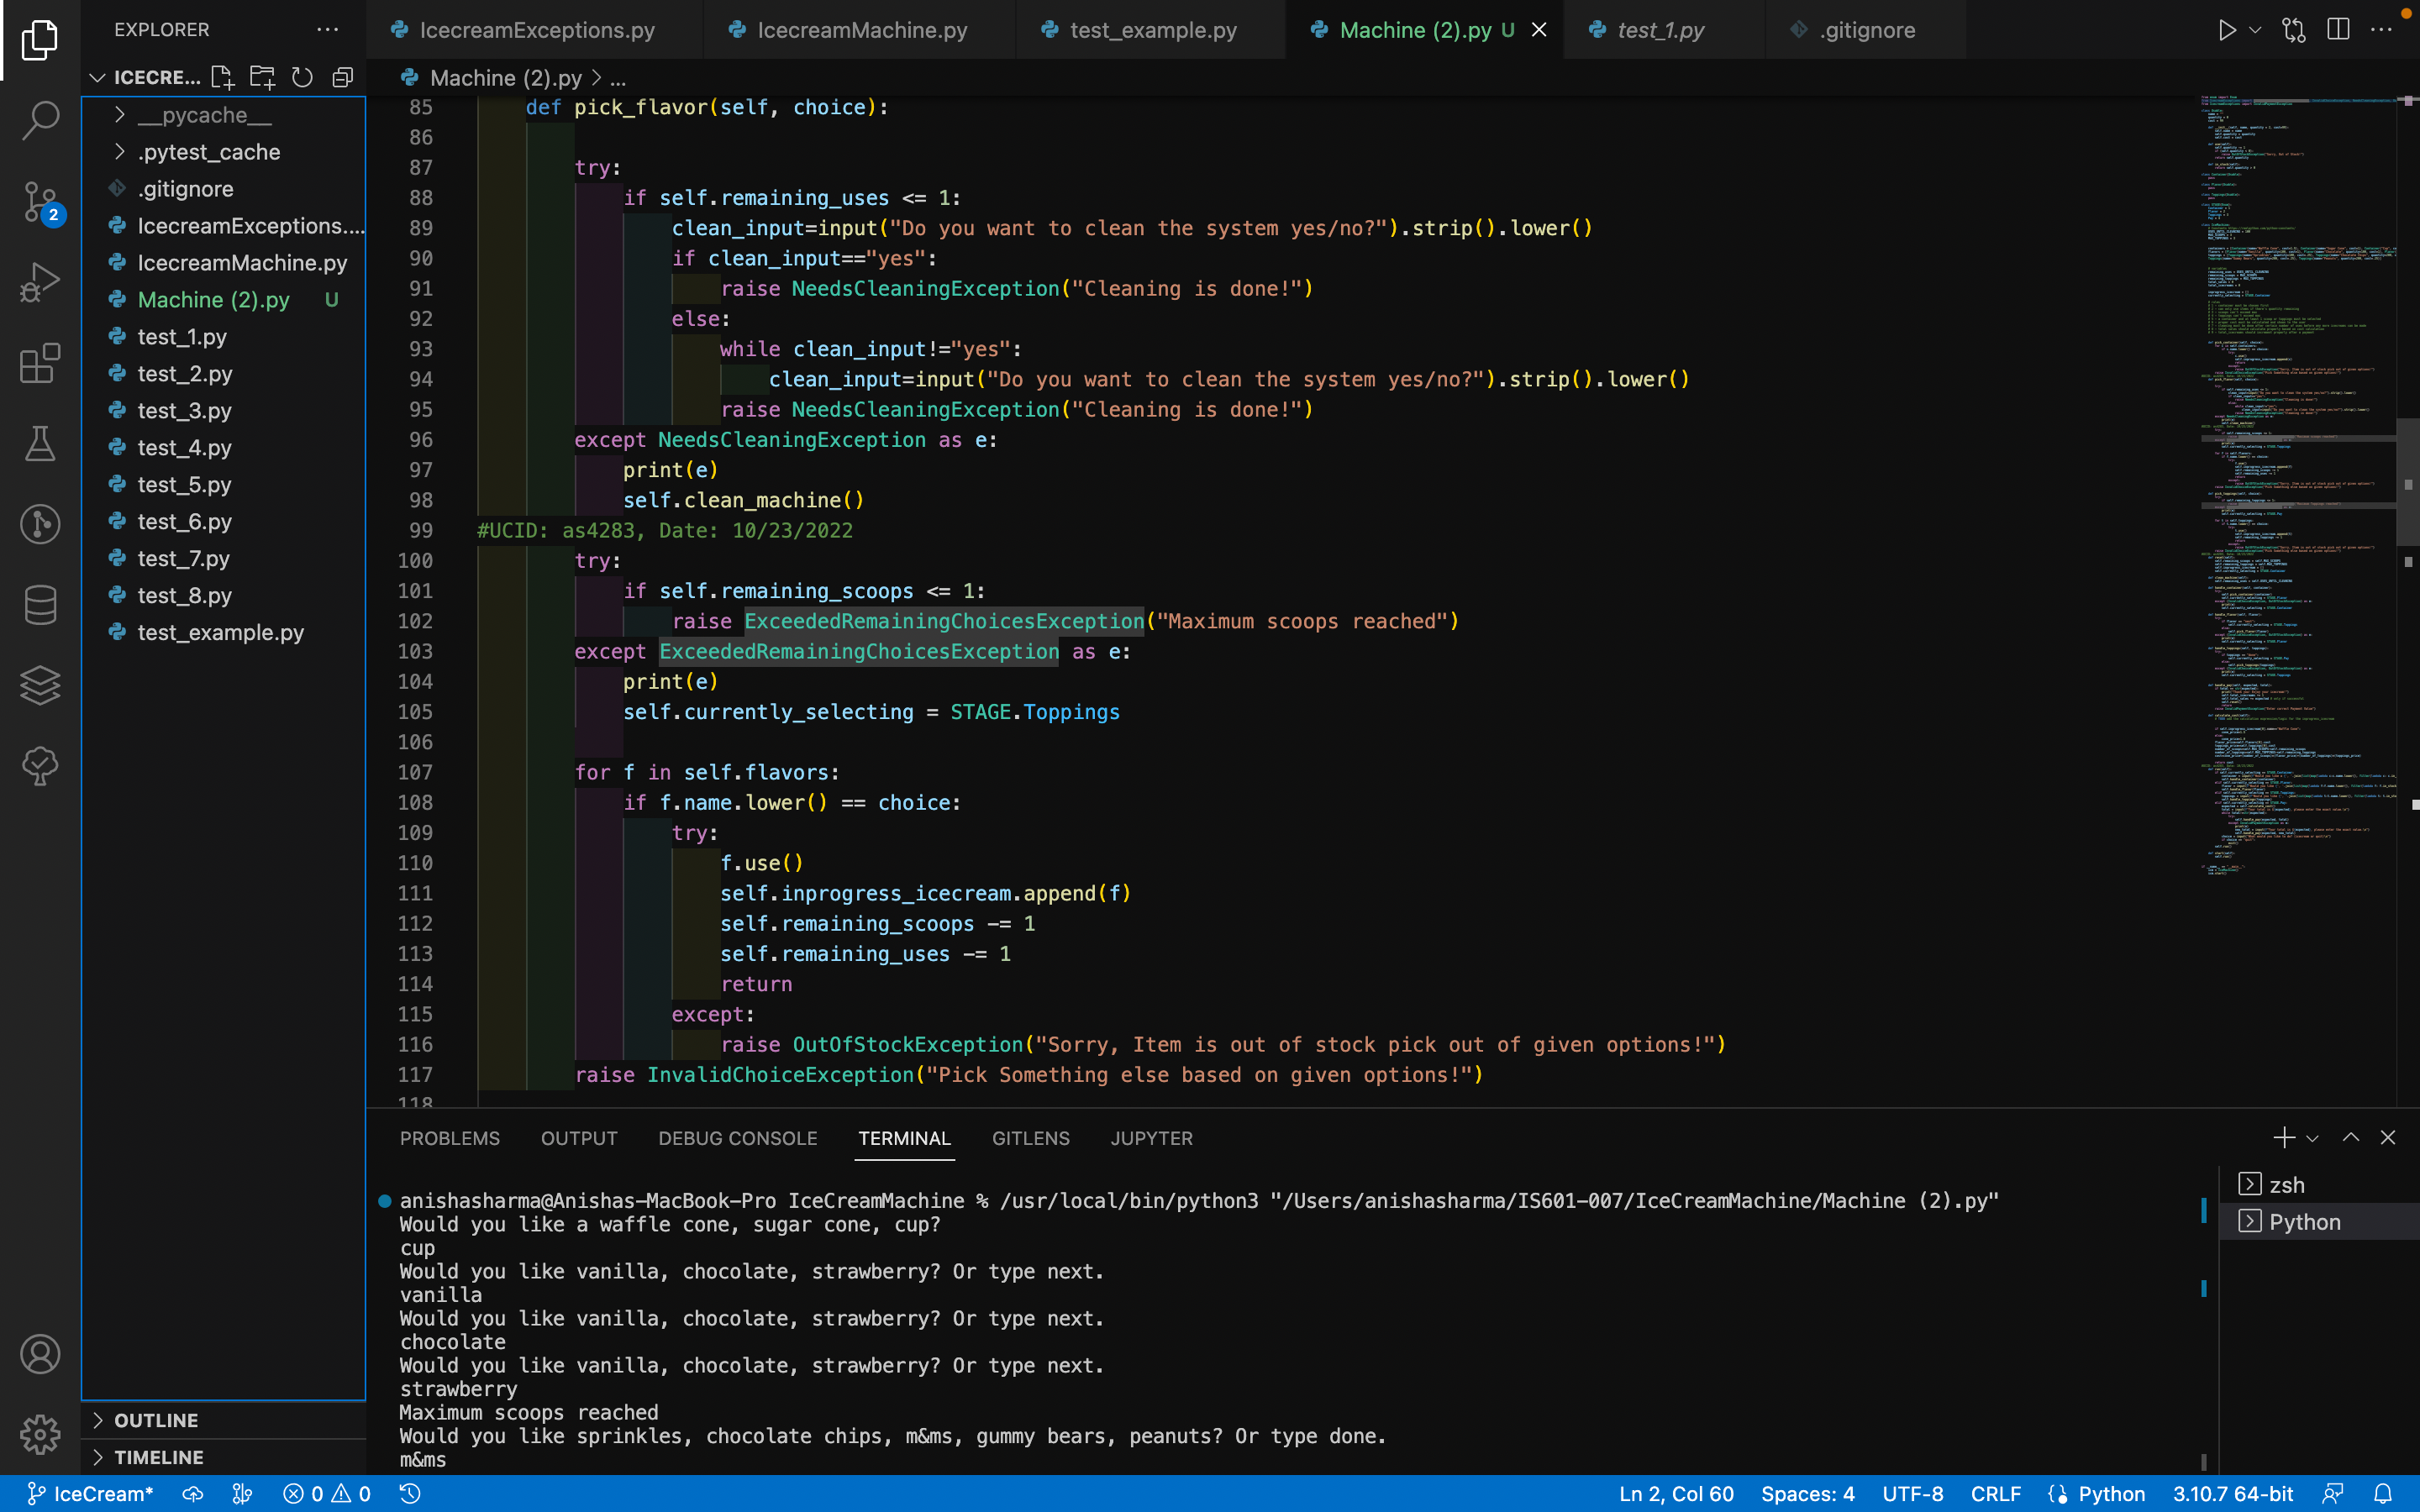 EXPLORER
IcecreamExceptions.py
IcecreamMachine.py
test_example.py
Machine (2).py U
test_1.py
.gitignore
ICECRE...
Machine (2).py > ...
__pycache__
.pytest_cache
.gitignore
IcecreamExceptions....
IcecreamMachine.py
Machine (2).py U
test_1.py
test_2.py
test_3.py
test_4.py
test_5.py
test_6.py
test_7.py
test_8.py
test_example.py
2
OUTLINE
TIMELINE
85 def pick_flavor(self, choice):
86
87 try:
88 if self.remaining_uses <= 1:
89 clean_input=input("Do you want to clean the system yes/no?").strip().lower()
90 if clean_input=="yes":
91 raise NeedsCleaningException("Cleaning is done!")
92 else:
93 while clean_input!="yes":
94 clean_input=input("Do you want to clean the system yes/no?").strip().lower()
95 raise NeedsCleaningException("Cleaning is done!")
96 except NeedsCleaningException as e:
97 print(e)
98 self.clean_machine()
99 #UCID: as4283, Date: 10/23/2022
100 try:
101 if self.remaining_scoops <= 1:
102 raise ExceededRemainingChoicesException("Maximum scoops reached")
103 except ExceededRemainingChoicesException as e:
104 print(e)
105 self.currently_selecting = STAGE.Toppings
106
107 for f in self.flavors:
108 if f.name.lower() == choice:
109 try:
110 f.use()
111 self.inprogress_icecream.append(f)
112 self.remaining_scoops -= 1
113 self.remaining_uses -= 1
114 return
115 except:
116 raise OutOfStockException("Sorry, Item is out of stock pick out of given options!")
117 raise InvalidChoiceException("Pick Something else based on given options!")
118
PROBLEMS OUTPUT DEBUG CONSOLE TERMINAL GITLENS JUPYTER
anishasharma@Anishas-MacBook-Pro IceCreamMachine % /usr/local/bin/python3 "/Users/anishasharma/IS601-007/IceCreamMachine/Machine (2).py"
Would you like a waffle cone, sugar cone, cup?
cup
Would you like vanilla, chocolate, strawberry? Or type next.
vanilla
Would you like vanilla, chocolate, strawberry? Or type next.
chocolate
Would you like vanilla, chocolate, strawberry? Or type next.
strawberry
Maximum scoops reached
Would you like sprinkles, chocolate chips, m&ms, gummy bears, peanuts? Or type done.
m&ms
zsh
Python
IceCream* 0 0 Ln 2, Col 60 Spaces: 4 UTF-8 CRLF Python 3.10.7 64-bit